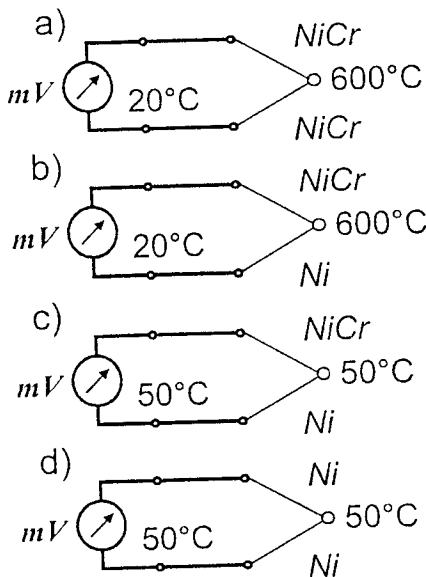 a)
NiCr
mV 20°C 600°C
NiCr
b)
NiCr
mV 20°C 600°C
Ni
c)
NiCr
mV 50°C 50°C
Ni
d)
Ni
mV 50°C 50°C
Ni